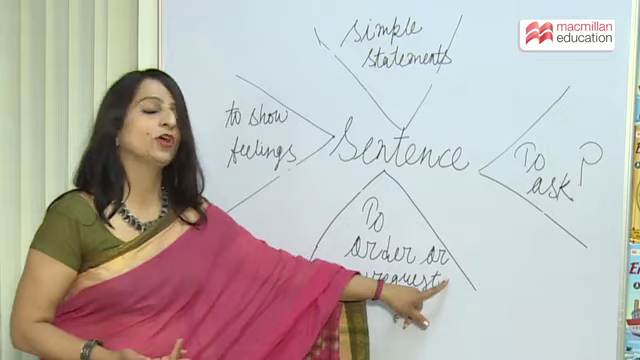 macmillan
education
simple
statements
to show
feelings
Sentence
To
ask ?
To
order or
request